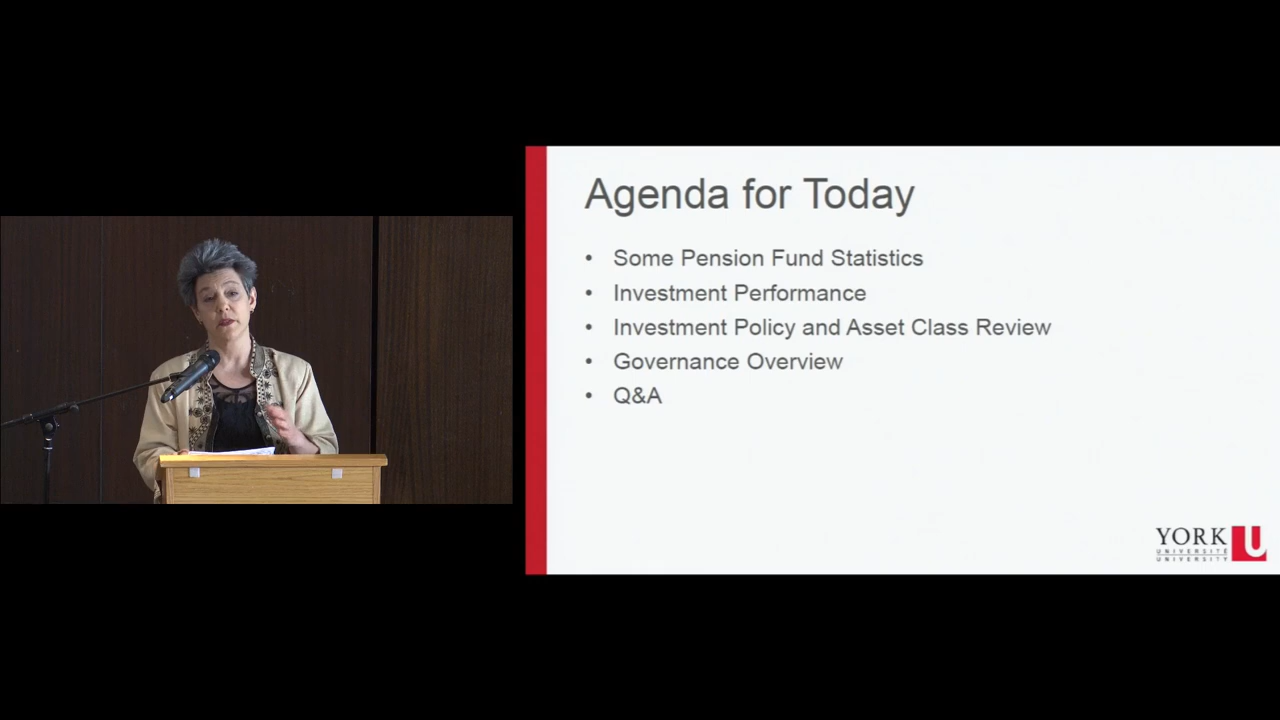 Agenda for Today
• Some Pension Fund Statistics
• Investment Performance
• Investment Policy and Asset Class Review
• Governance Overview
• Q&A
YORK U
UNIVERSITÉ
UNIVERSITY